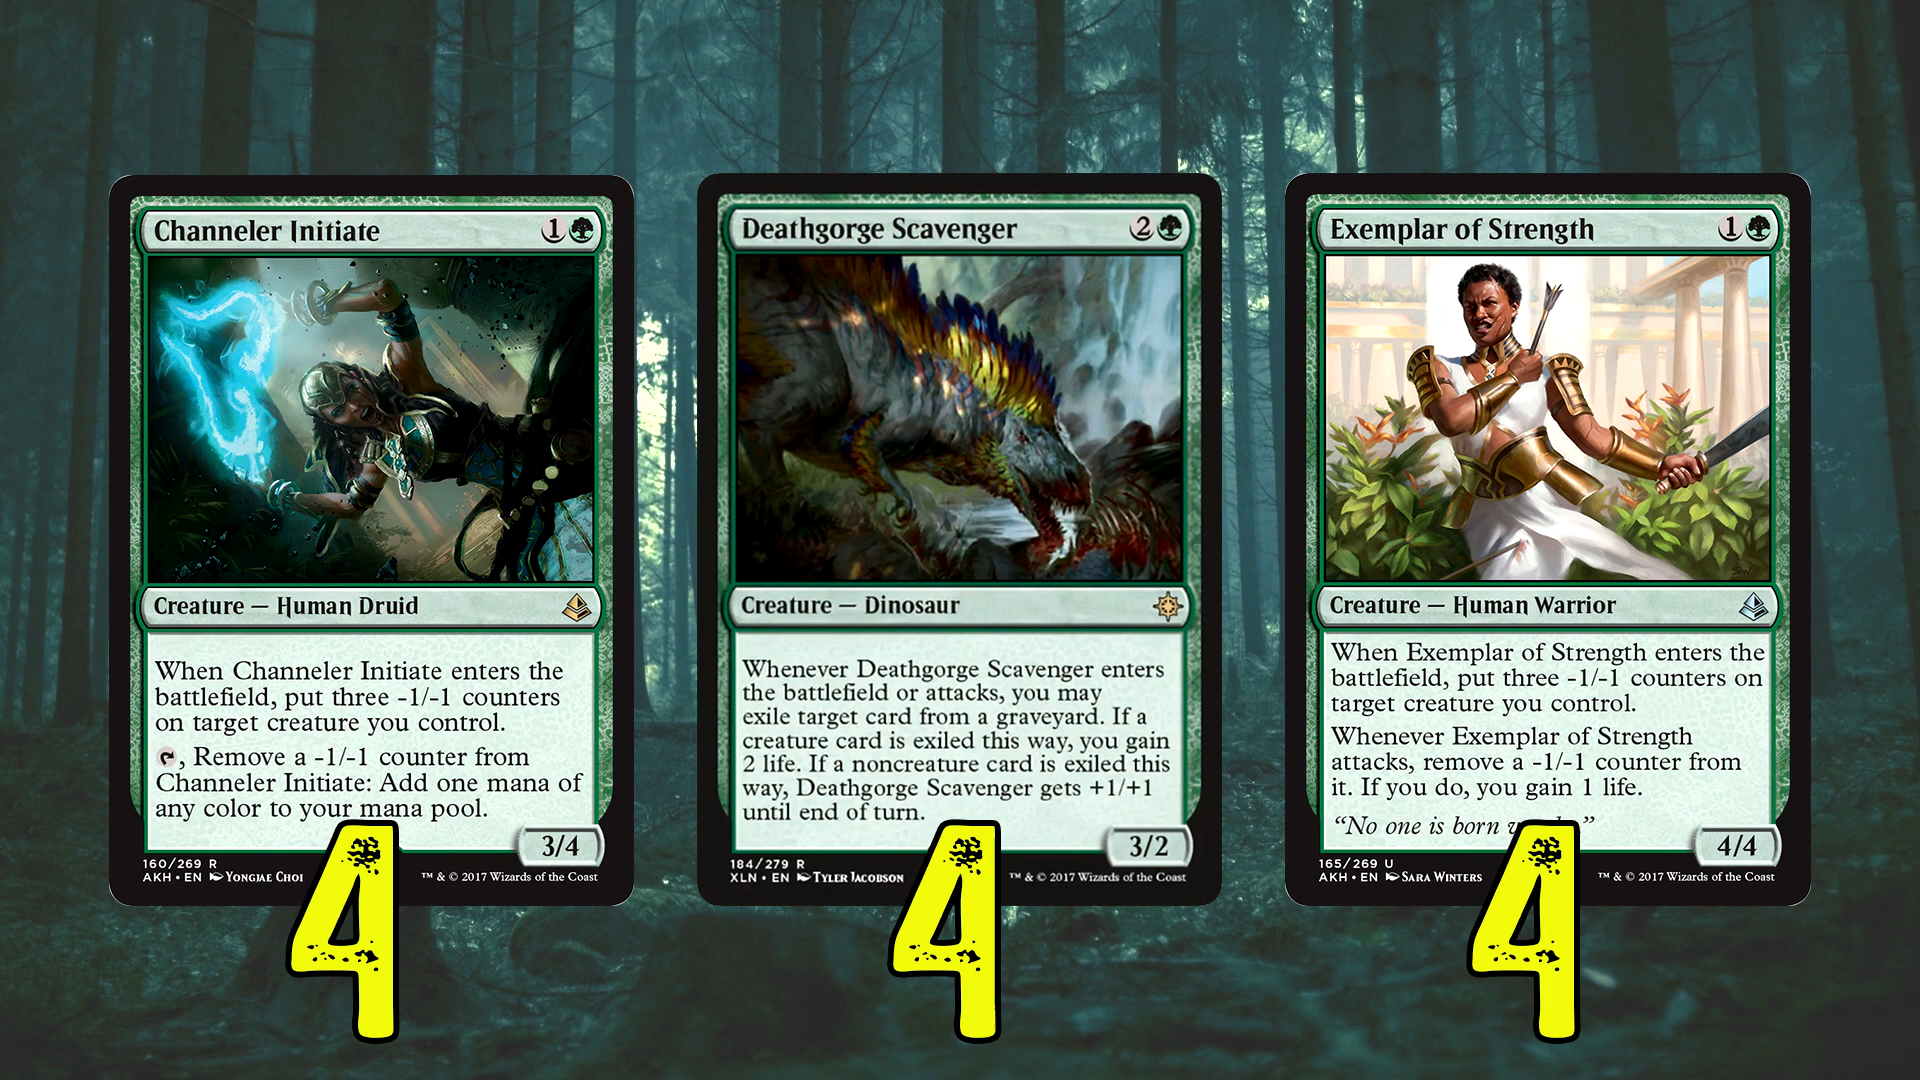 Channeler Initiate 1
Creature — Human Druid
When Channeler Initiate enters the
battlefield, put three -1/-1 counters
on target creature you control.
, Remove a -1/-1 counter from
Channeler Initiate: Add one mana of
any color to your mana pool.
3/4
160/269 R
AKH • EN Yongjae Choi
™ & © 2017 Wizards of the Coast
4
Deathgorge Scavenger 2
Creature — Dinosaur
Whenever Deathgorge Scavenger enters
the battlefield or attacks, you may
exile target card from a graveyard. If a
creature card is exiled this way, you gain
2 life. If a noncreature card is exiled this
way, Deathgorge Scavenger gets +1/+1
until end of turn.
3/2
184/279 R
XLN • EN Tyler Jacobson
™ & © 2017 Wizards of the Coast
4
Exemplar of Strength 1
Creature — Human Warrior
When Exemplar of Strength enters the
battlefield, put three -1/-1 counters on
target creature you control.
Whenever Exemplar of Strength
attacks, remove a -1/-1 counter from
it. If you do, you gain 1 life.
“No one is born
4/4
165/269 U
AKH • EN Sara Winters
™ & © 2017 Wizards of the Coast
4